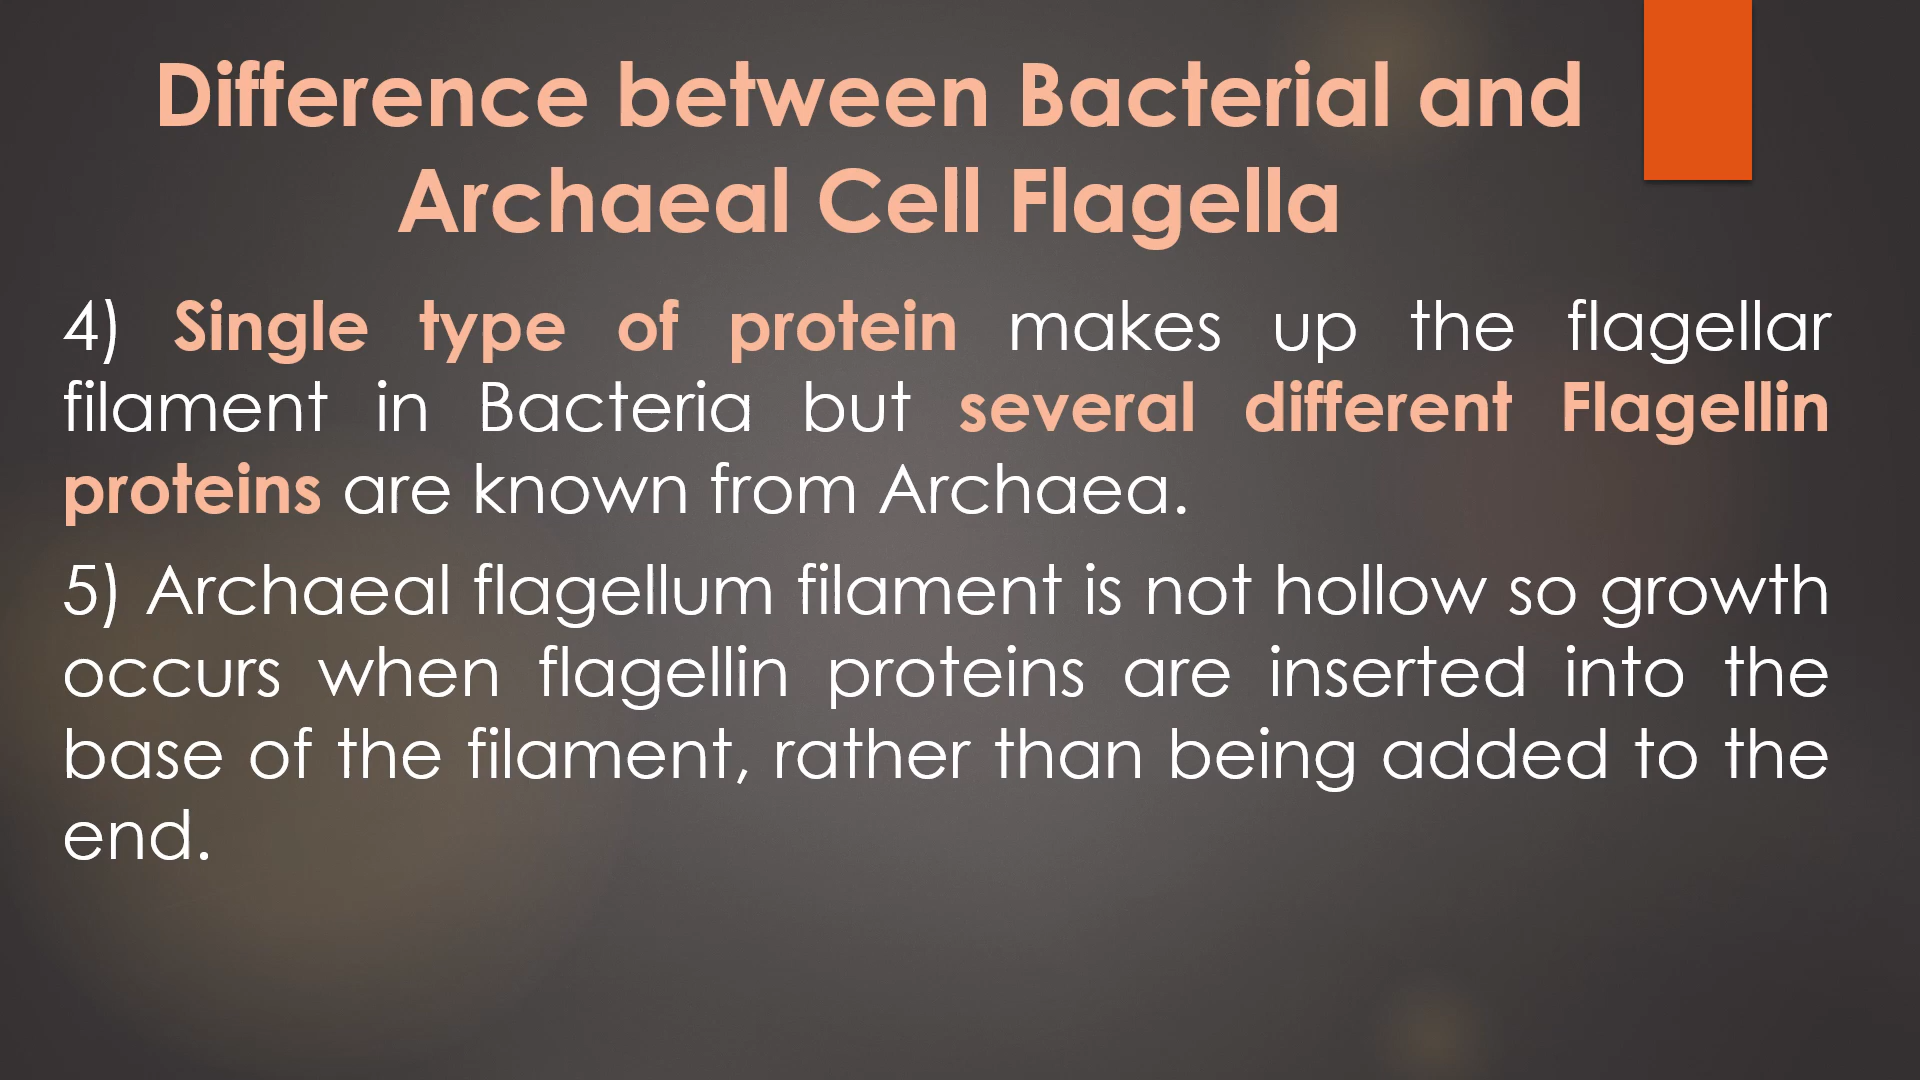 Difference between Bacterial and
Archaeal Cell Flagella
4) Single type of protein makes up the flagellar
filament in Bacteria but several different Flagellin
proteins are known from Archaea.
5) Archaeal flagellum filament is not hollow so growth
occurs when flagellin proteins are inserted into the
base of the filament, rather than being added to the
end.